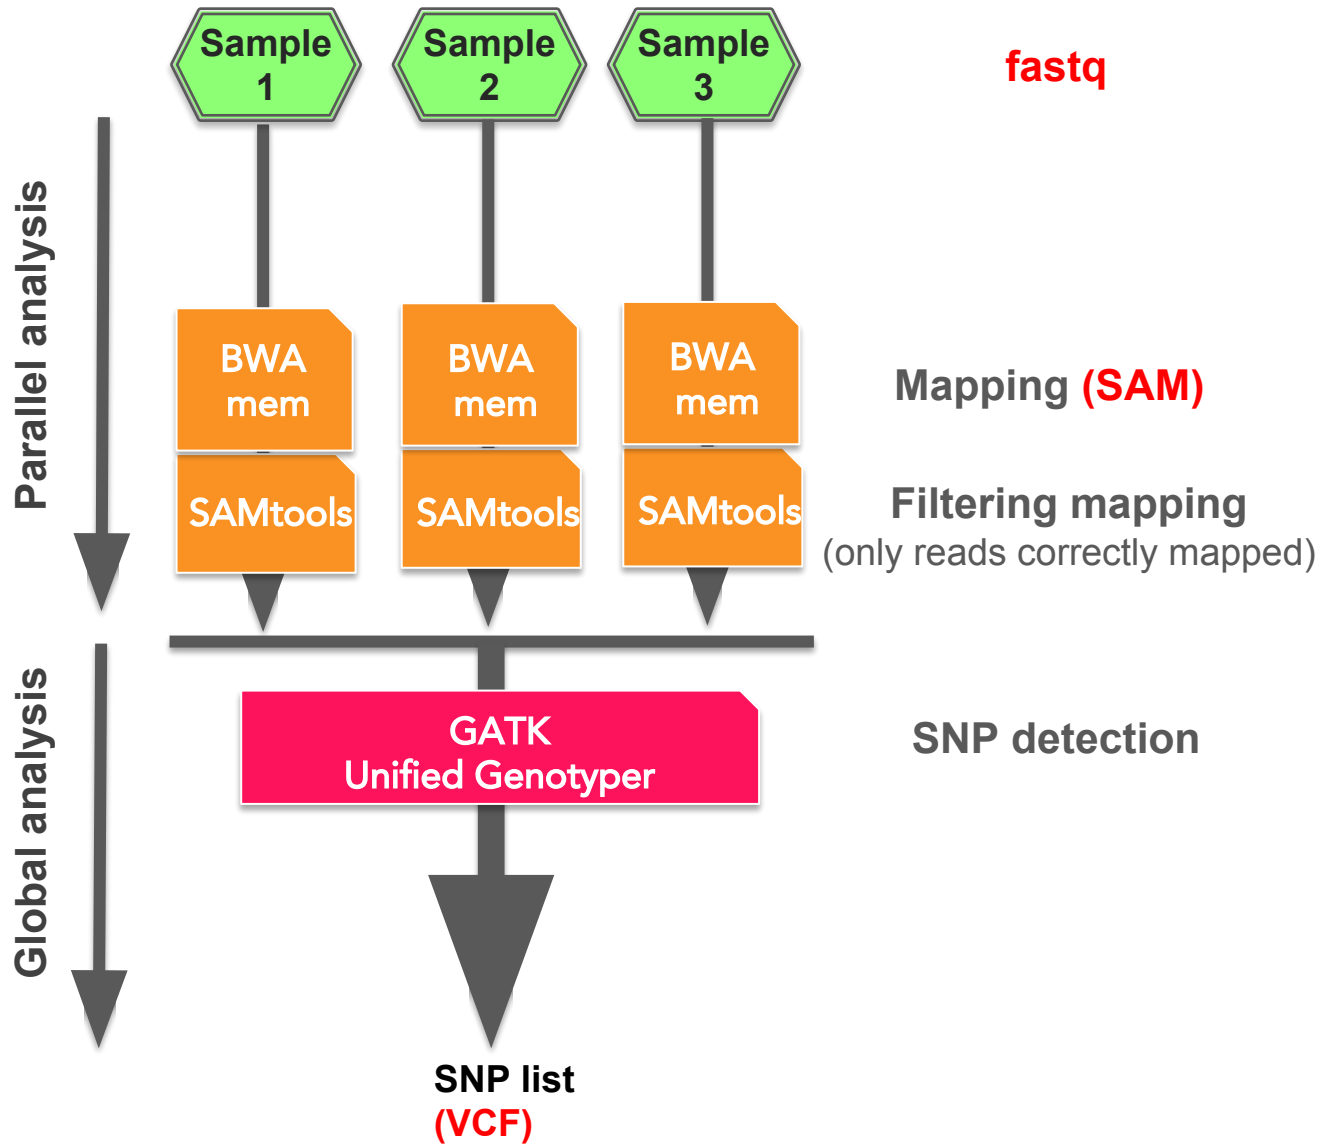 Sample
1
Sample
2
Sample
3
fastq
Parallel analysis
BWA
mem
BWA
mem
BWA
mem
Mapping (SAM)
SAMtools
SAMtools
SAMtools
Filtering mapping
(only reads correctly mapped)
Global analysis
GATK
Unified Genotyper
SNP detection
SNP list
(VCF)